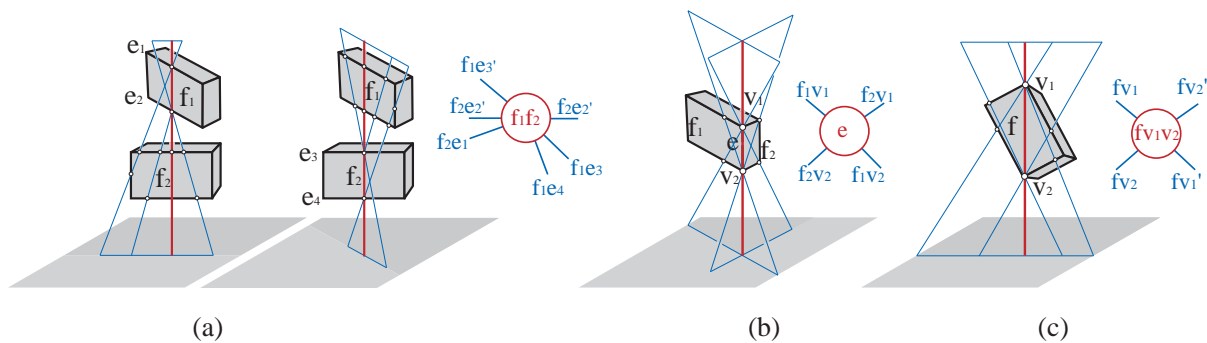 e1
e2
f1
f2
f1
e3
f2
e4
f1e3'
f2e2'
f2e1
f1f2
f2e2'
f1e3
f1e4
(a)
v1
f1
e
f2
v2
f1v1
f2v1
e
f2v2
f1v2
(b)
v1
f
v2
fv1
fv2'
fv1v2
fv2
fv1'
(c)